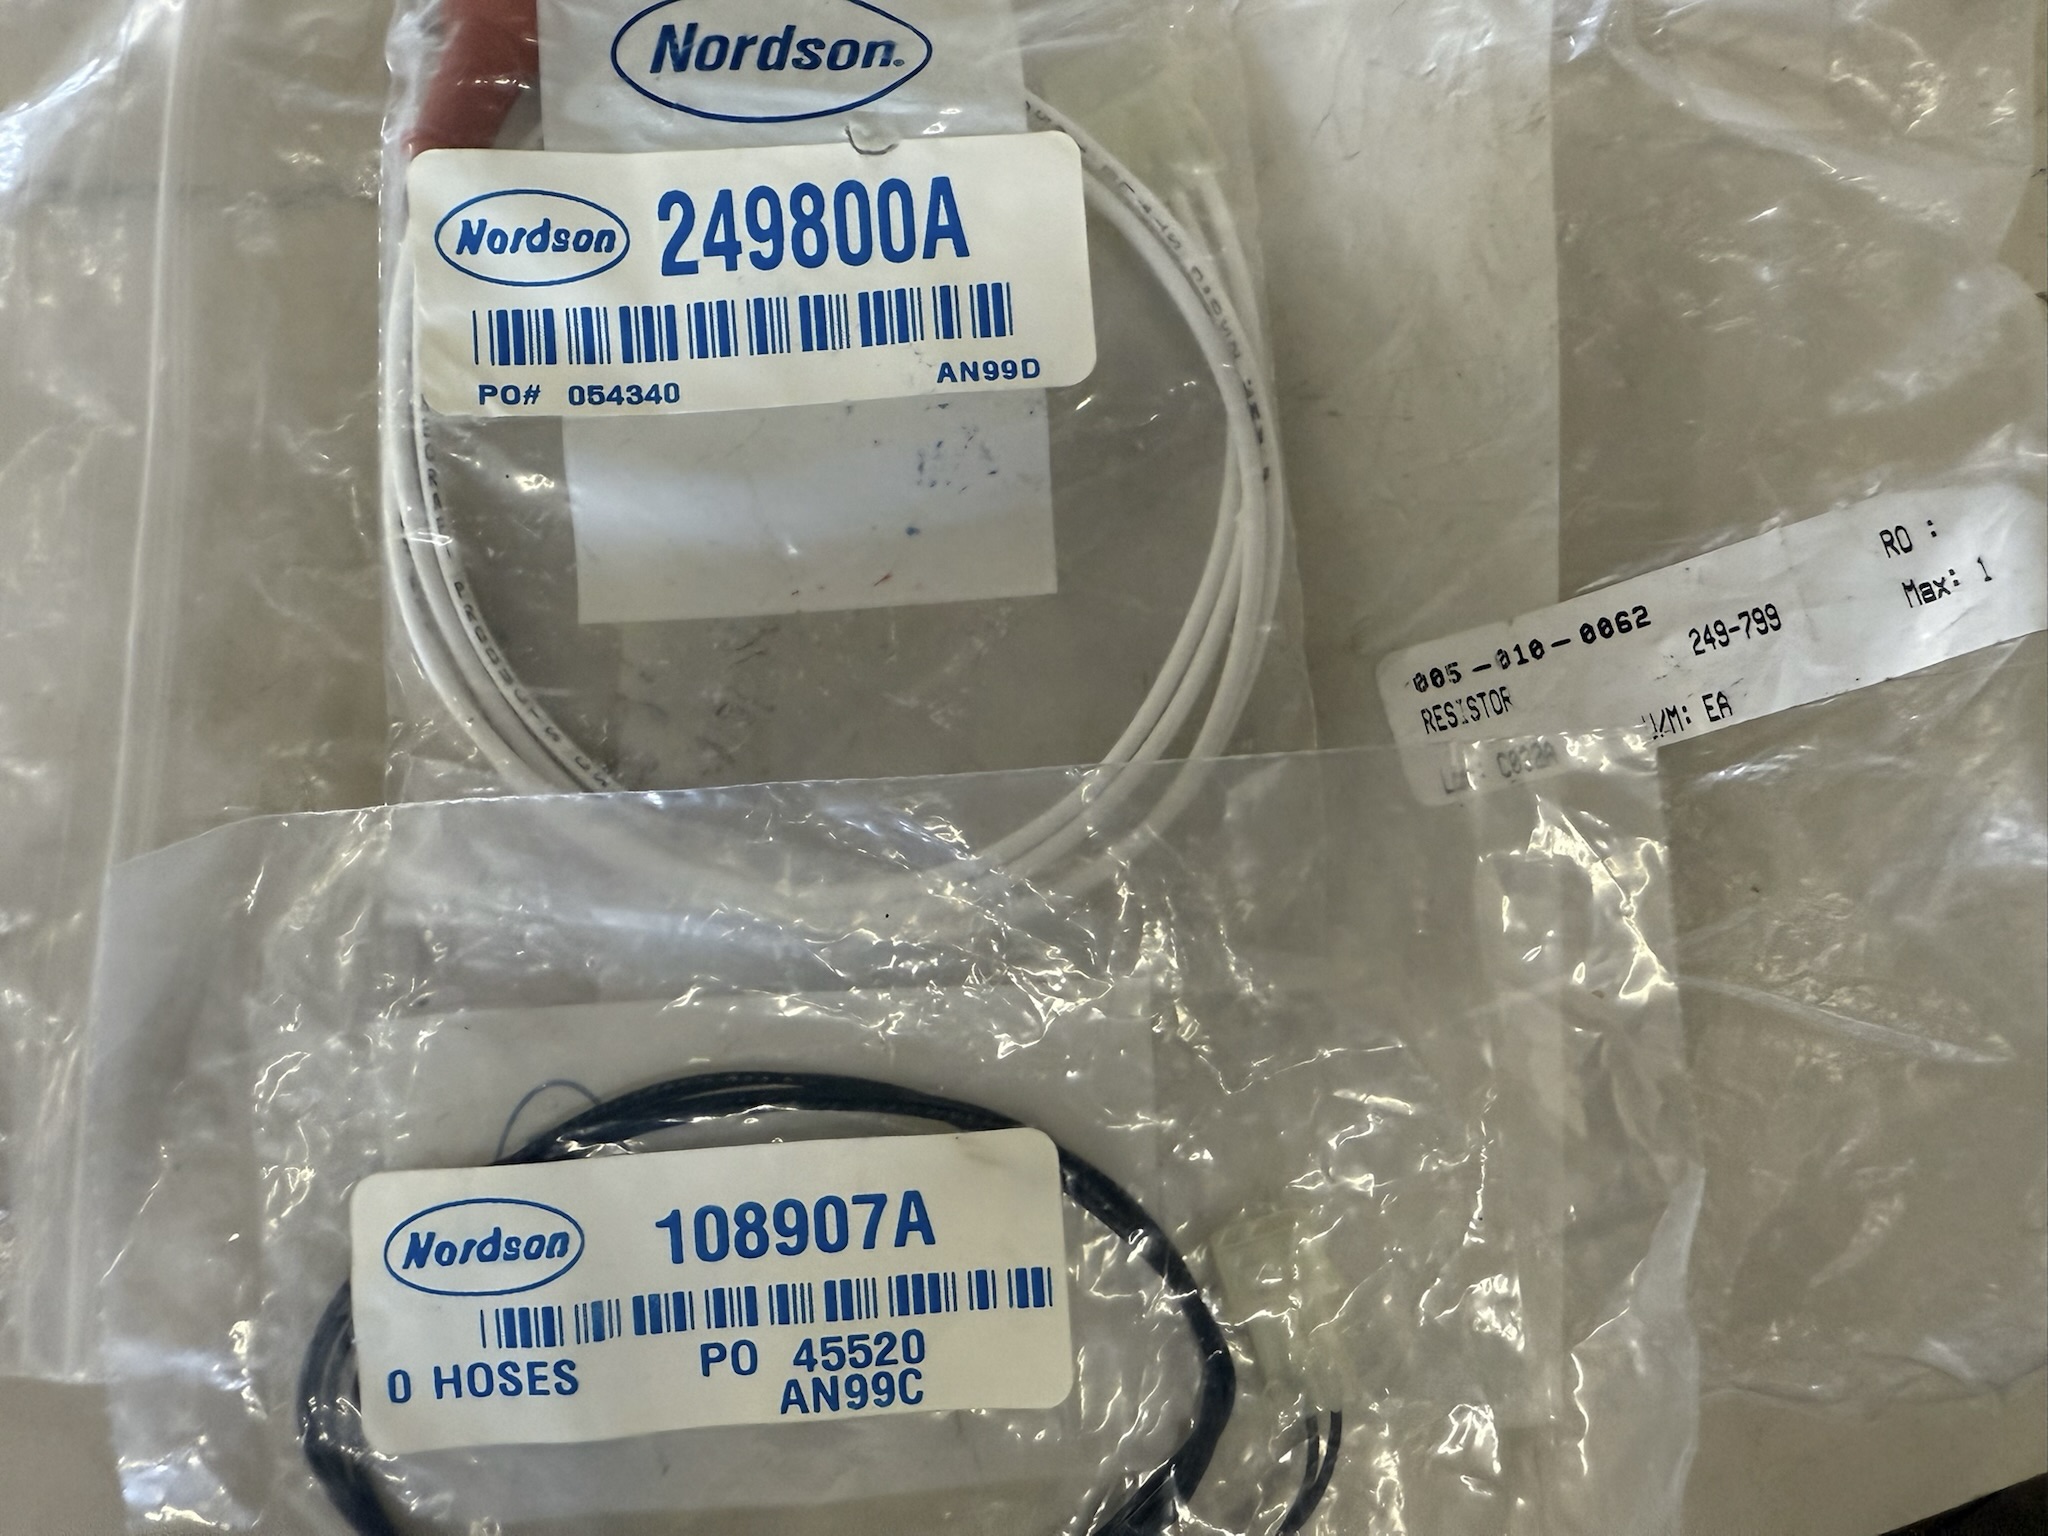 Nordson®
Nordson 249800A
PO# 054340 AN99D
RO :
005-010-0062 249-799 Max: 1
RESISTOR U/M: EA
Nordson 108907A
0 HOSES PO 45520
AN99C